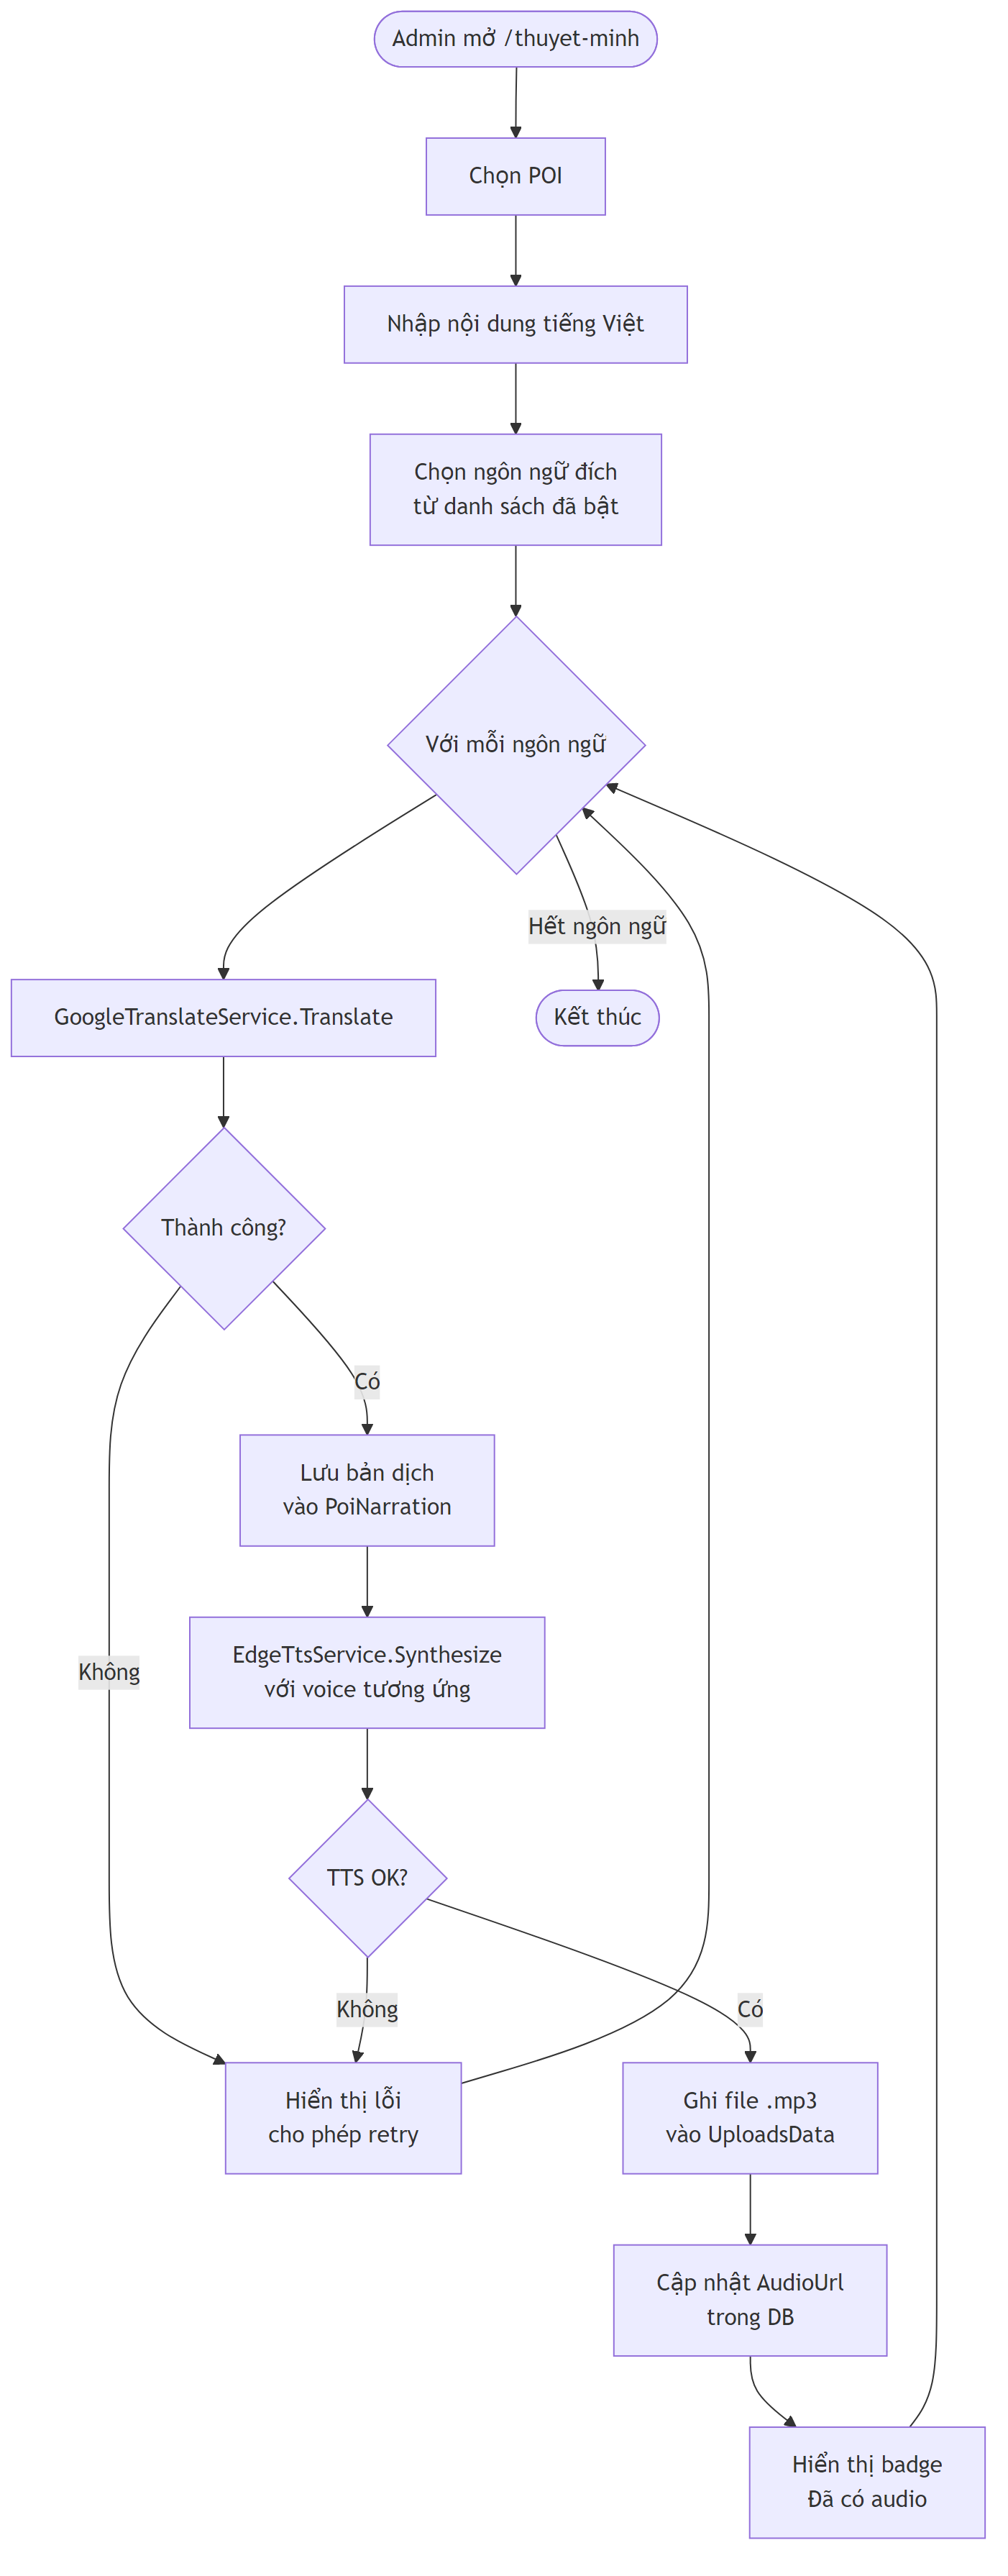 Admin mở /thuyet-minh
Chọn POI
Nhập nội dung tiếng Việt
Chọn ngôn ngữ đích
từ danh sách đã bật
Với mỗi ngôn ngữ
Hết ngôn ngữ
GoogleTranslateService.Translate
Kết thúc
Thành công?
Có
Lưu bản dịch
vào PoiNarration
EdgeTtsService.Synthesize
với voice tương ứng
Không
TTS OK?
Không
Có
Hiển thị lỗi
cho phép retry
Ghi file .mp3
vào UploadsData
Cập nhật AudioUrl
trong DB
Hiển thị badge
Đã có audio